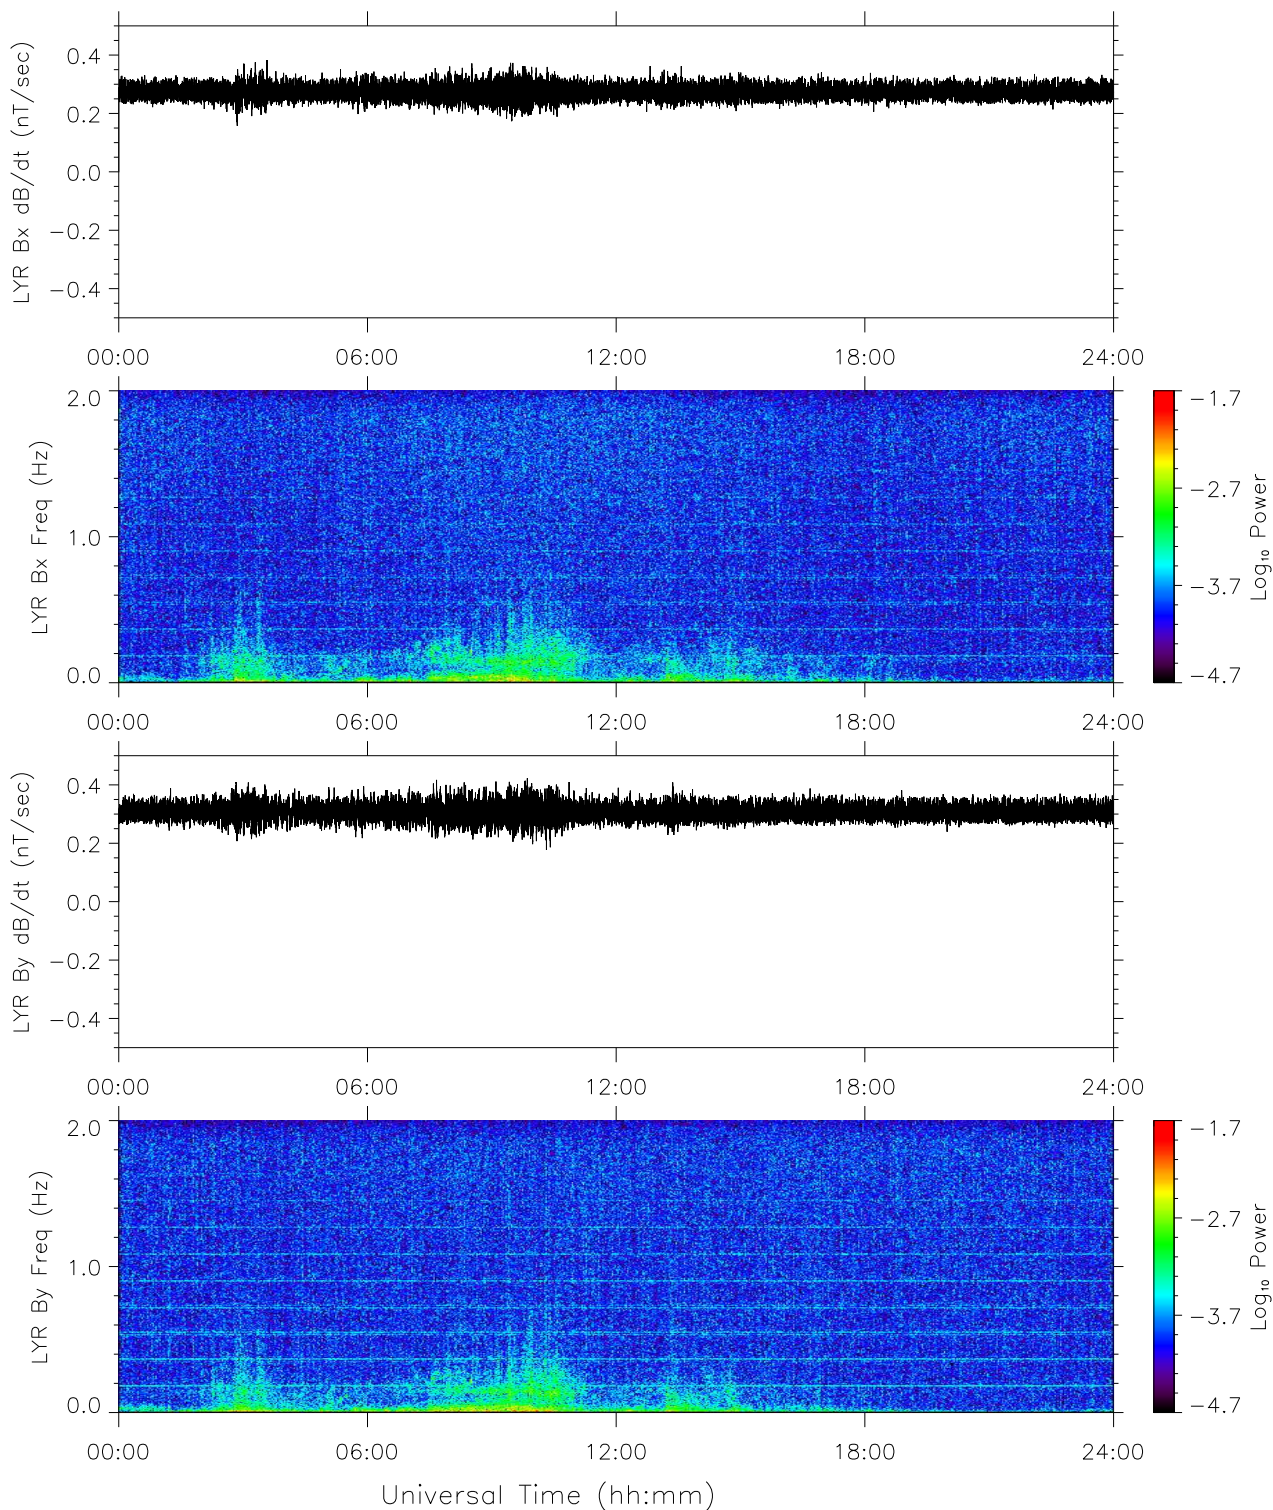 LYR Bx dB/dt (nT/sec)
0.4
0.2
0.0
−0.2
−0.4
00:00 06:00 12:00 18:00 24:00
LYR Bx Freq (Hz)
2.0
1.0
0.0
−1.7
−2.7
−3.7
−4.7
Log10 Power
00:00 06:00 12:00 18:00 24:00
LYR By dB/dt (nT/sec)
0.4
0.2
0.0
−0.2
−0.4
00:00 06:00 12:00 18:00 24:00
LYR By Freq (Hz)
2.0
1.0
0.0
−1.7
−2.7
−3.7
−4.7
Log10 Power
00:00 06:00 12:00 18:00 24:00
Universal Time (hh:mm)